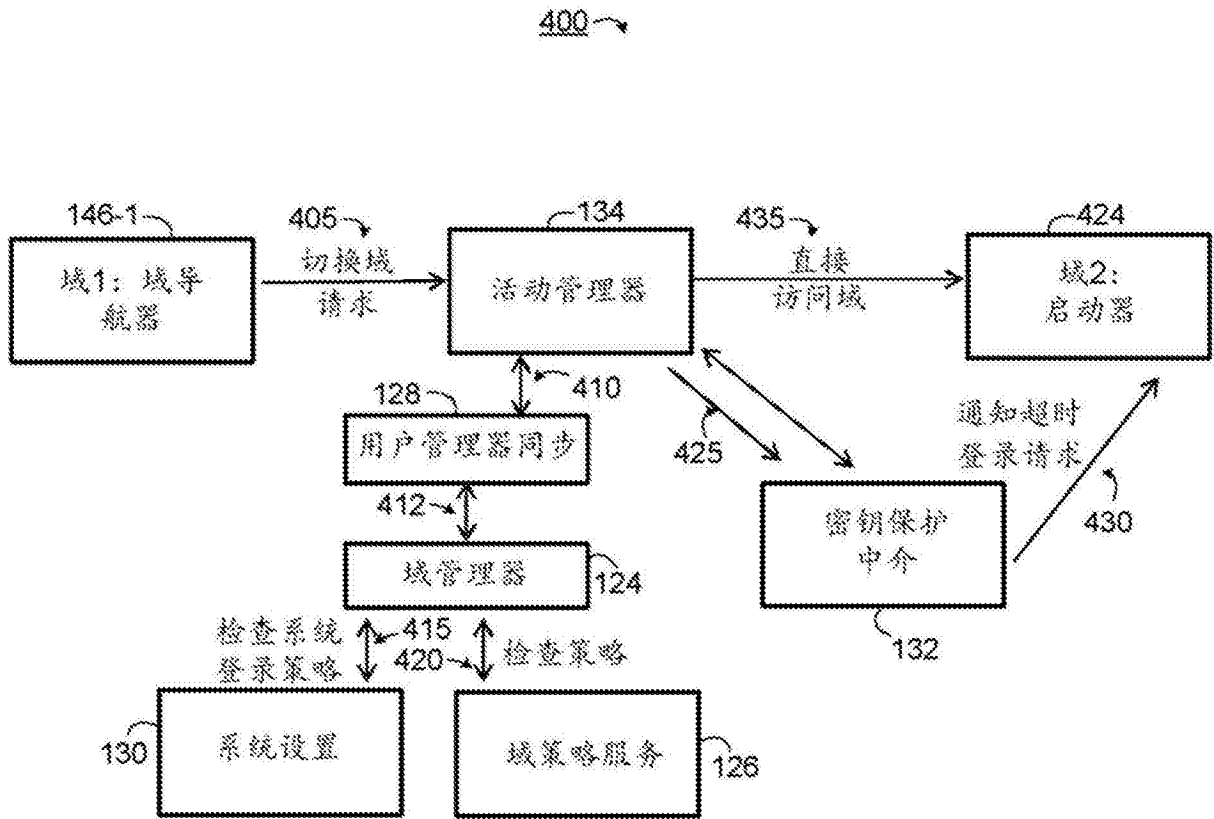 400
146-1
405
134
435
424
域1：域导
航器
切换域
请求
活动管理器
直接
访问域
域2：
启动器
410
128
425
用户管理器同步
通知超时
登录请求
430
412
密钥保护
中介
域管理器
124
132
检查系统
登录策略
415
420
检查策略
130
系统设置
域策略服务
126